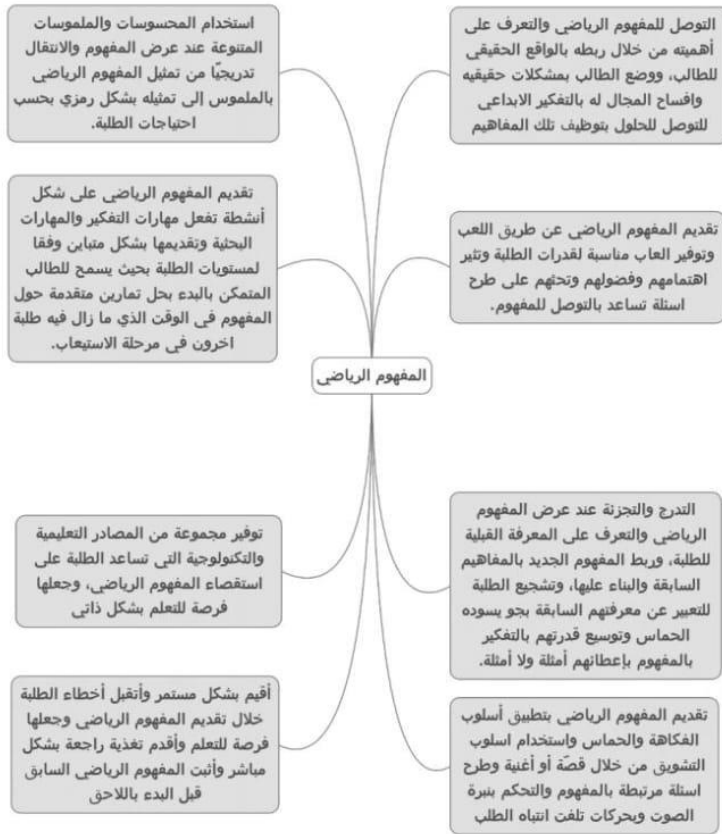 التوصل للمفهوم الرياضي والتعرف على
أهميته من خلال ربطه بالواقع الحقيقي
للطالب، ووضع الطالب بمشكلات حقيقيه
وافساح المجال له بالتفكير الابداعي
للتوصل للحلول بتوظيف تلك المفاهيم
استخدام المحسوسات والملموسات
المتنوعة عند عرض المفهوم والانتقال
تدريجيًا من تمثيل المفهوم الرياضي
بالملموس إلى تمثيله بشكل رمزي بحسب
احتياجات الطلبة.
تقديم المفهوم الرياضي عن طريق اللعب
وتوفير العاب مناسبة لقدرات الطلبة وتثير
اهتمامهم وفضولهم وتحثهم على طرح
اسئلة تساعد بالتوصل للمفهوم.
تقديم المفهوم الرياضي على شكل
أنشطة تفعل مهارات التفكير والمهارات
البحثية وتقديمها بشكل متباين وفقا
لمستويات الطلبة بحيث يسمح للطالب
المتمكن بالبدء بحل تمارين متقدمة حول
المفهوم في الوقت الذي ما زال فيه طلبة
اخرون في مرحلة الاستيعاب.
المفهوم الرياضي
التدرج والتجزئة عند عرض المفهوم
الرياضي والتعرف على المعرفة القبلية
للطلبة، وربط المفهوم الجديد بالمفاهيم
السابقة والبناء عليها، وتشجيع الطلبة
للتعبير عن معرفتهم السابقة بجو يسوده
الحماس وتوسيع قدرتهم بالتفكير
بالمفهوم بإعطائهم أمثلة ولا أمثلة.
توفير مجموعة من المصادر التعليمية
والتكنولوجية التي تساعد الطلبة على
استقصاء المفهوم الرياضي، وجعلها
فرصة للتعلم بشكل ذاتي
تقديم المفهوم الرياضي بتطبيق أسلوب
الفكاهة والحماس واستخدام اسلوب
التشويق من خلال قصّة أو أغنية وطرح
اسئلة مرتبطة بالمفهوم والتحكم بنبرة
الصوت وبحركات تلفت انتباه الطلب
أقيم بشكل مستمر وأتقبل أخطاء الطلبة
خلال تقديم المفهوم الرياضي وجعلها
فرصة للتعلم وأقدم تغذية راجعة بشكل
مباشر وأثبت المفهوم الرياضي السابق
قبل البدء باللاحق